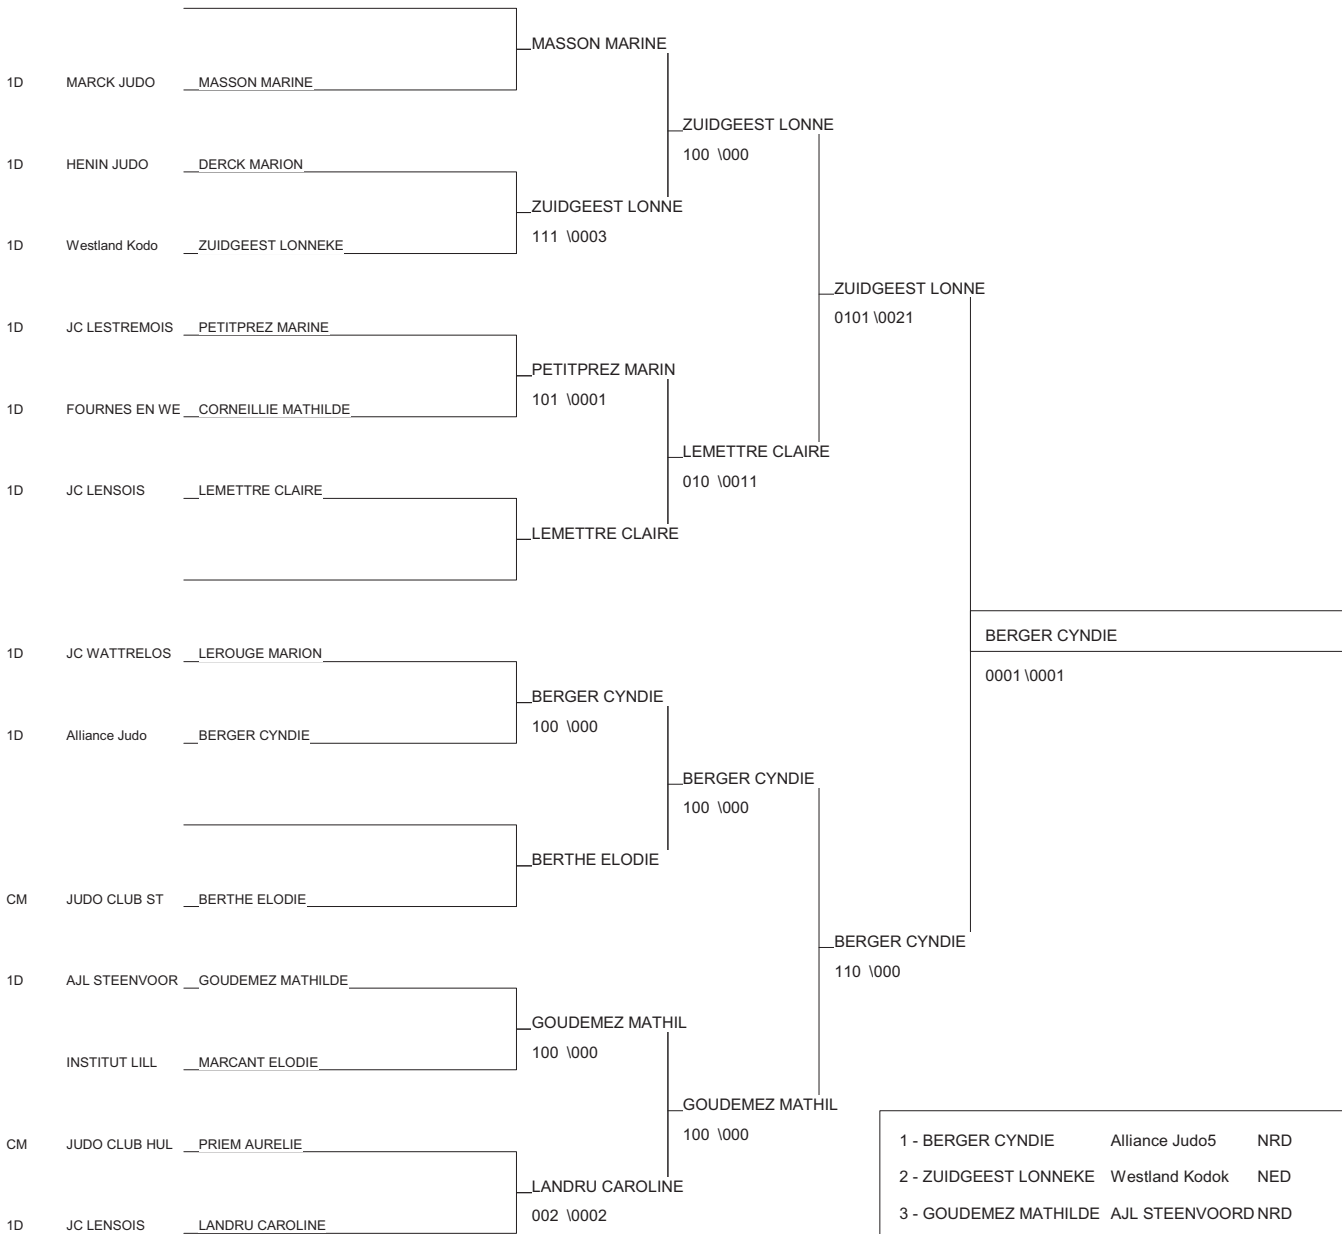 MASSON MARINE
1D MARCK JUDO MASSON MARINE
ZUIDGEEST LONNE
100 \000
1D HENIN JUDO DERCK MARION
ZUIDGEEST LONNE
111 \0003
1D Westland Kodo ZUIDGEEST LONNEKE
ZUIDGEEST LONNE
0101 \0021
1D JC LESTREMOIS PETITPREZ MARINE
PETITPREZ MARIN
101 \0001
1D FOURNES EN WE CORNEILLIE MATHILDE
LEMETTRE CLAIRE
010 \0011
1D JC LENSOIS LEMETTRE CLAIRE
LEMETTRE CLAIRE
BERGER CYNDIE
0001 \0001
1D JC WATTRELOS LEROUGE MARION
BERGER CYNDIE
100 \000
1D Alliance Judo BERGER CYNDIE
BERGER CYNDIE
100 \000
BERTHE ELODIE
CM JUDO CLUB ST BERTHE ELODIE
BERGER CYNDIE
110 \000
1D AJL STEENVOOR GOUDEMEZ MATHILDE
GOUDEMEZ MATHIL
100 \000
INSTITUT LILL MARCANT ELODIE
GOUDEMEZ MATHIL
100 \000
CM JUDO CLUB HUL PRIEM AURELIE
LANDRU CAROLINE
002 \0002
1D JC LENSOIS LANDRU CAROLINE
1 - BERGER CYNDIE Alliance Judo5 NRD
2 - ZUIDGEEST LONNEKE Westland Kodok NED
3 - GOUDEMEZ MATHILDE AJL STEENVOORD NRD